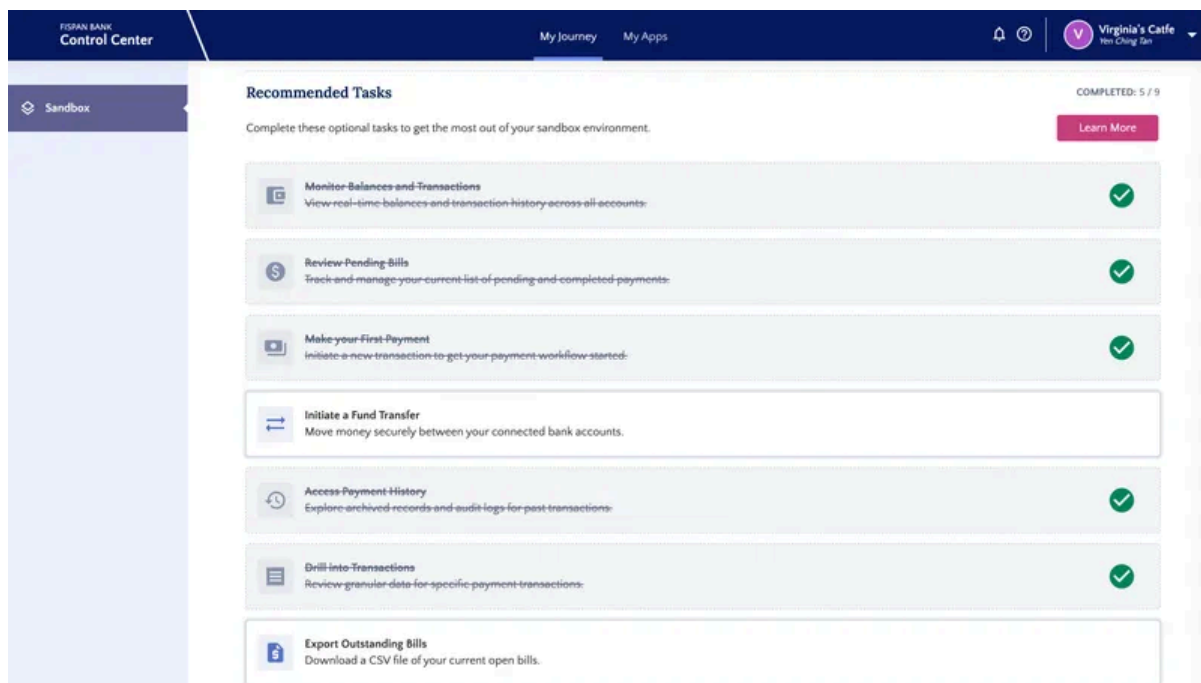 FISPAN BANK
Control Center
My Journey
My Apps
V
Virginia's Catfe
Yen Ching Tan
Sandbox
Recommended Tasks
COMPLETED: 5 / 9
Complete these optional tasks to get the most out of your sandbox environment.
Learn More
Monitor Balances and Transactions
View real-time balances and transaction history across all accounts.
Review Pending Bills
Track and manage your current list of pending and completed payments.
Make your First Payment
Initiate a new transaction to get your payment workflow started.
Initiate a Fund Transfer
Move money securely between your connected bank accounts.
Access Payment History
Explore archived records and audit logs for past transactions.
Drill into Transactions
Review granular data for specific payment transactions.
Export Outstanding Bills
Download a CSV file of your current open bills.